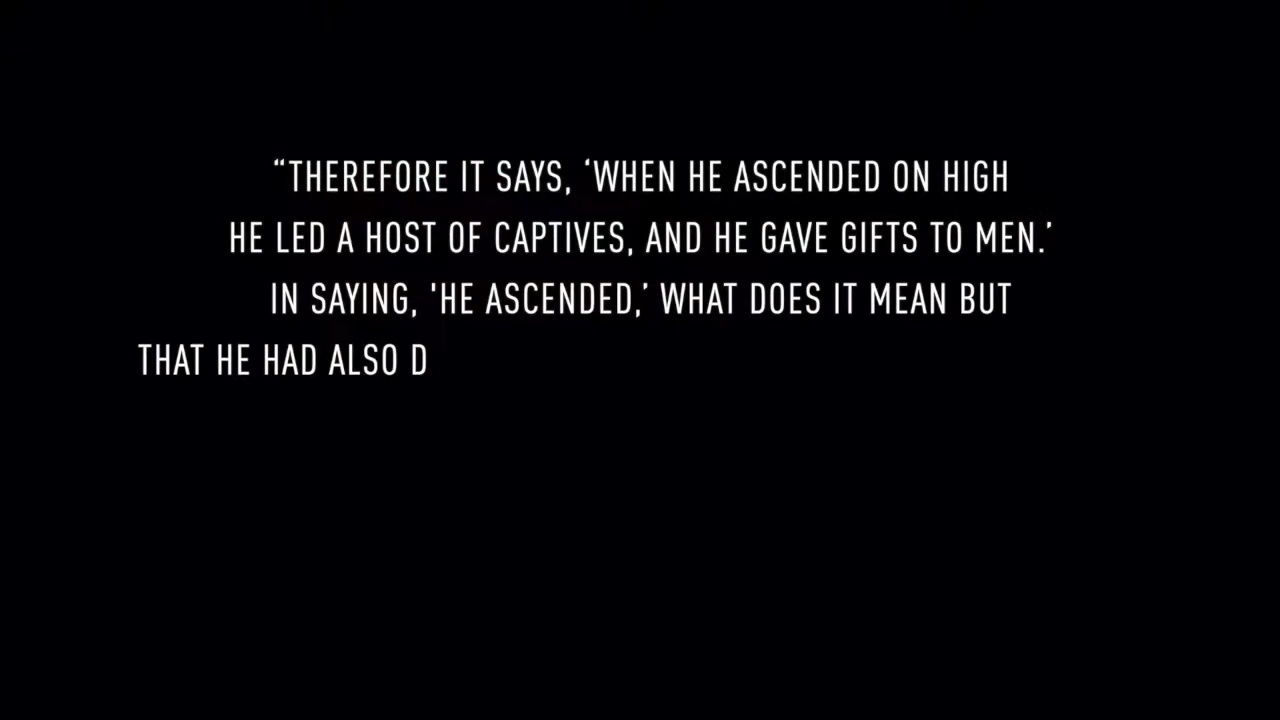 “THEREFORE IT SAYS, ‘WHEN HE ASCENDED ON HIGH
HE LED A HOST OF CAPTIVES, AND HE GAVE GIFTS TO MEN.’
IN SAYING, 'HE ASCENDED,’ WHAT DOES IT MEAN BUT
THAT HE HAD ALSO D